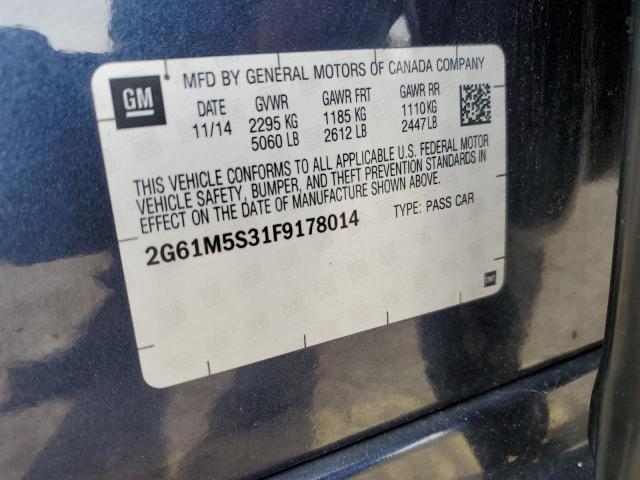 MFD BY GENERAL MOTORS OF CANADA COMPANY
GM
DATE GVWR GAWR FRT GAWR RR
11/14 2295 KG 1185 KG 1110 KG
5060 LB 2612 LB 2447 LB
THIS VEHICLE CONFORMS TO ALL APPLICABLE U.S. FEDERAL MOTOR
VEHICLE SAFETY, BUMPER, AND THEFT PREVENTION STANDARDS IN
EFFECT ON THE DATE OF MANUFACTURE SHOWN ABOVE.
2G61M5S31F9178014 TYPE: PASS CAR
GM